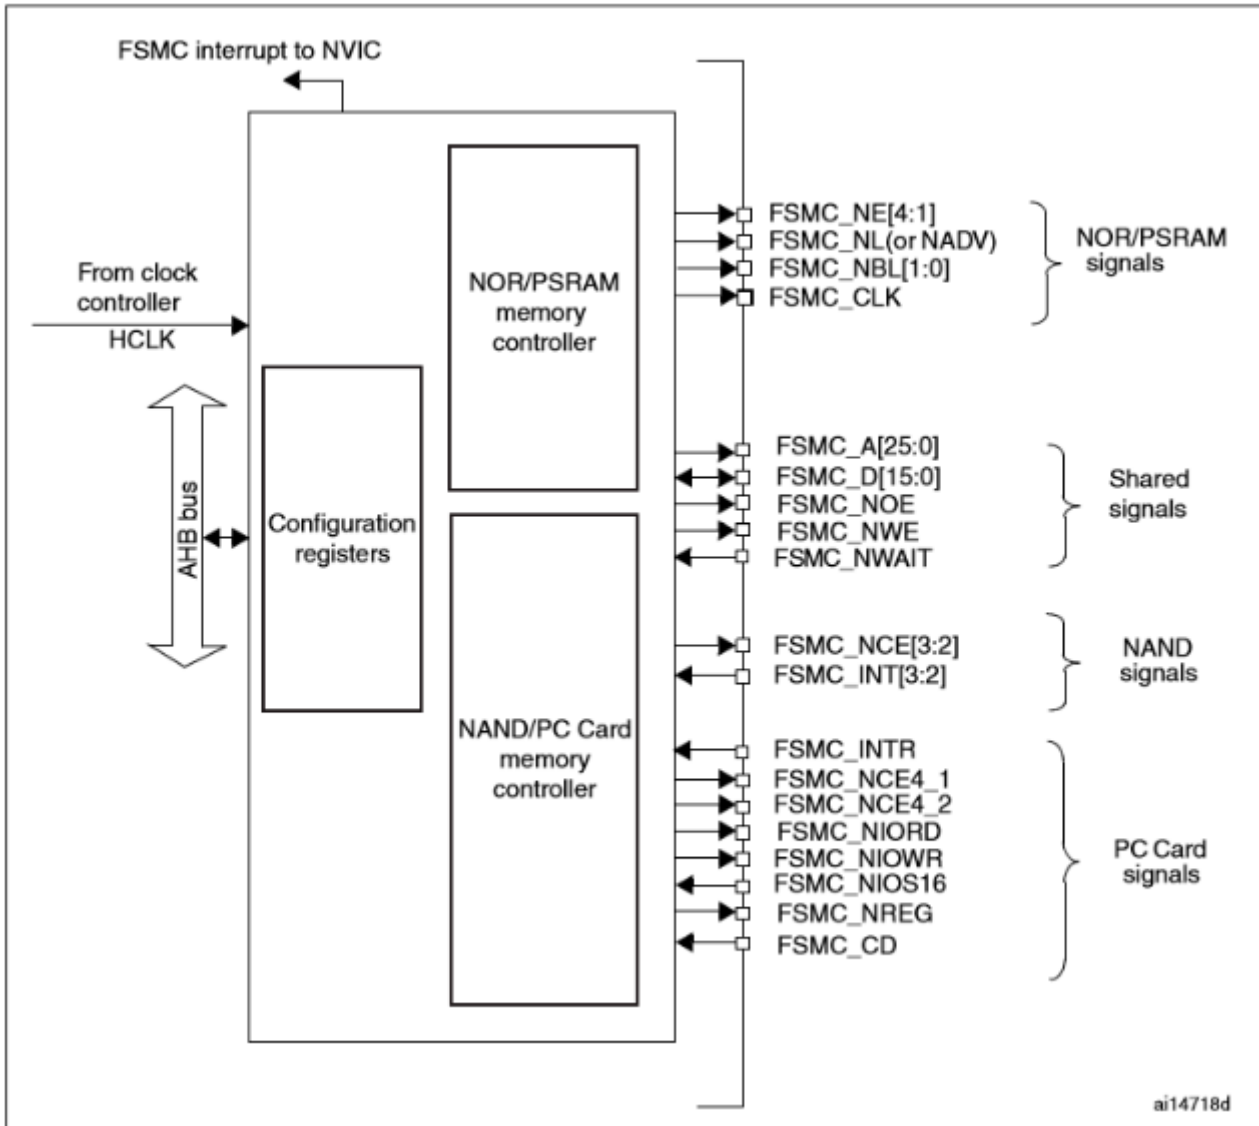 FSMC interrupt to NVIC
From clock
controller
HCLK
AHB bus
Configuration
registers
NOR/PSRAM
memory
controller
NAND/PC Card
memory
controller
FSMC_NE[4:1]
FSMC_NL(or NADV)
FSMC_NBL[1:0]
FSMC_CLK
NOR/PSRAM
signals
FSMC_A[25:0]
FSMC_D[15:0]
FSMC_NOE
FSMC_NWE
FSMC_NWAIT
Shared
signals
FSMC_NCE[3:2]
FSMC_INT[3:2]
NAND
signals
FSMC_INTR
FSMC_NCE4_1
FSMC_NCE4_2
FSMC_NIORD
FSMC_NIOWR
FSMC_NIOS16
FSMC_NREG
FSMC_CD
PC Card
signals
ai14718d